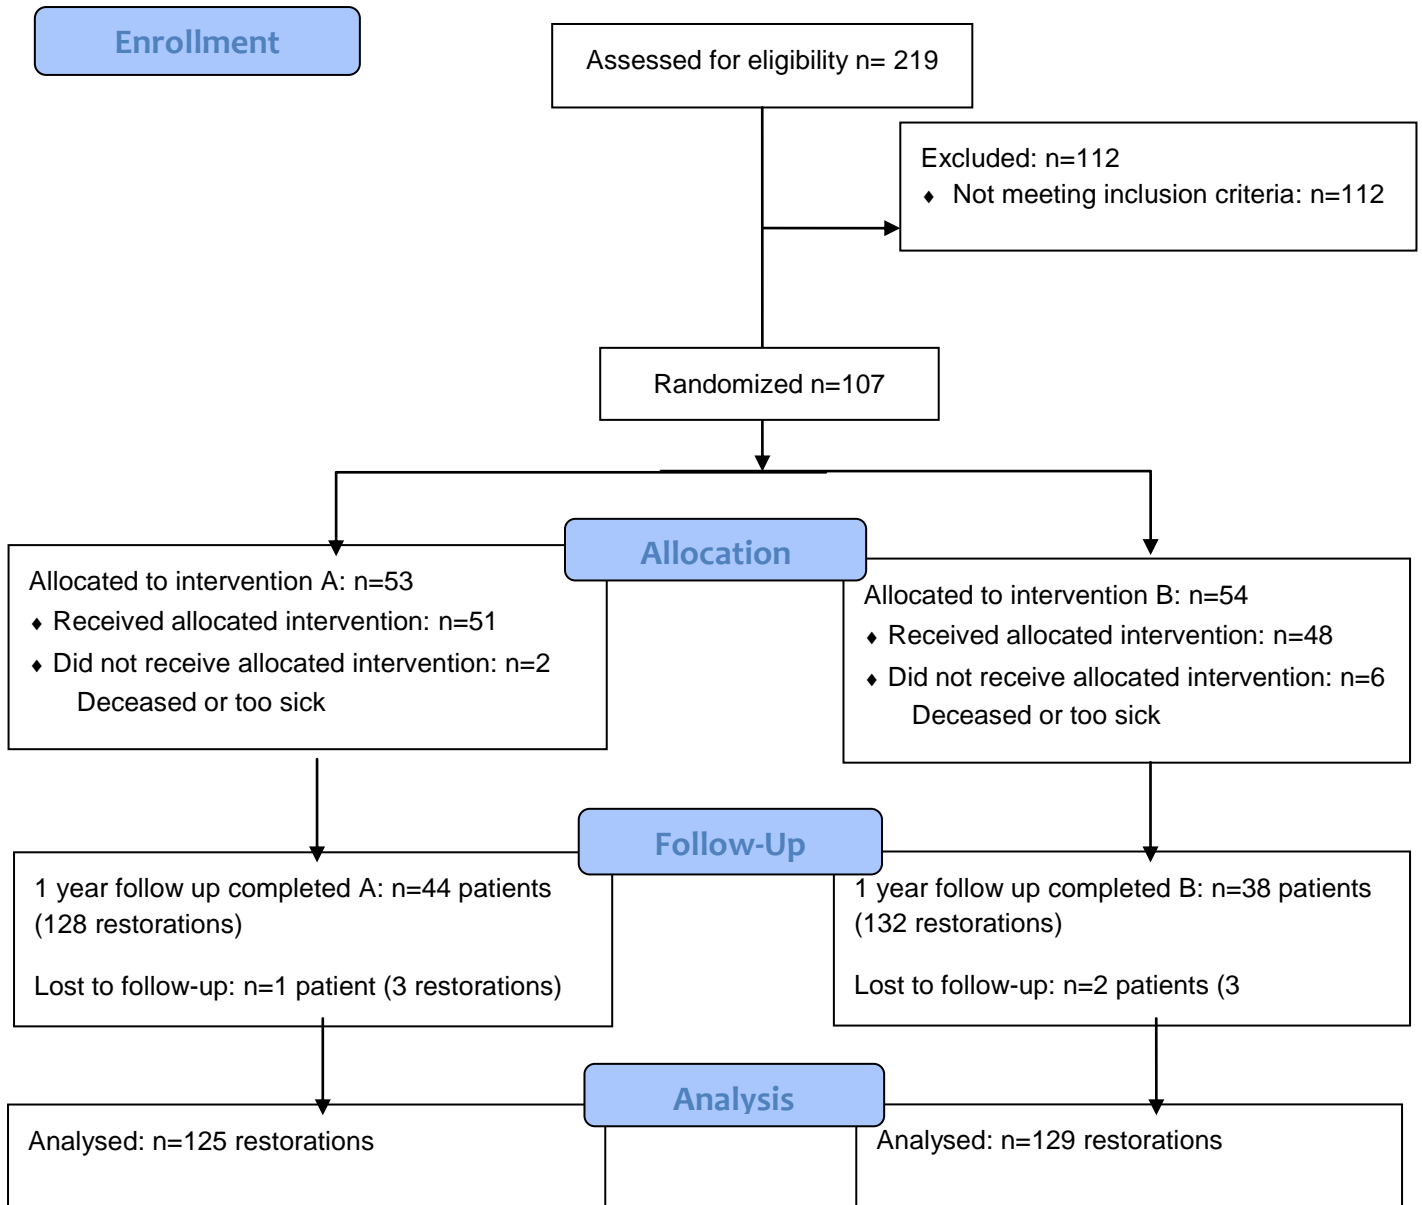 Enrollment
Assessed for eligibility n= 219
Excluded: n=112
♦ Not meeting inclusion criteria: n=112
Randomized n=107
Allocation
Allocated to intervention A: n=53
♦ Received allocated intervention: n=51
♦ Did not receive allocated intervention: n=2
Deceased or too sick
Allocated to intervention B: n=54
♦ Received allocated intervention: n=48
♦ Did not receive allocated intervention: n=6
Deceased or too sick
Follow-Up
1 year follow up completed A: n=44 patients
(128 restorations)
Lost to follow-up: n=1 patient (3 restorations)
1 year follow up completed B: n=38 patients
(132 restorations)
Lost to follow-up: n=2 patients (3
Analysis
Analysed: n=125 restorations
Analysed: n=129 restorations